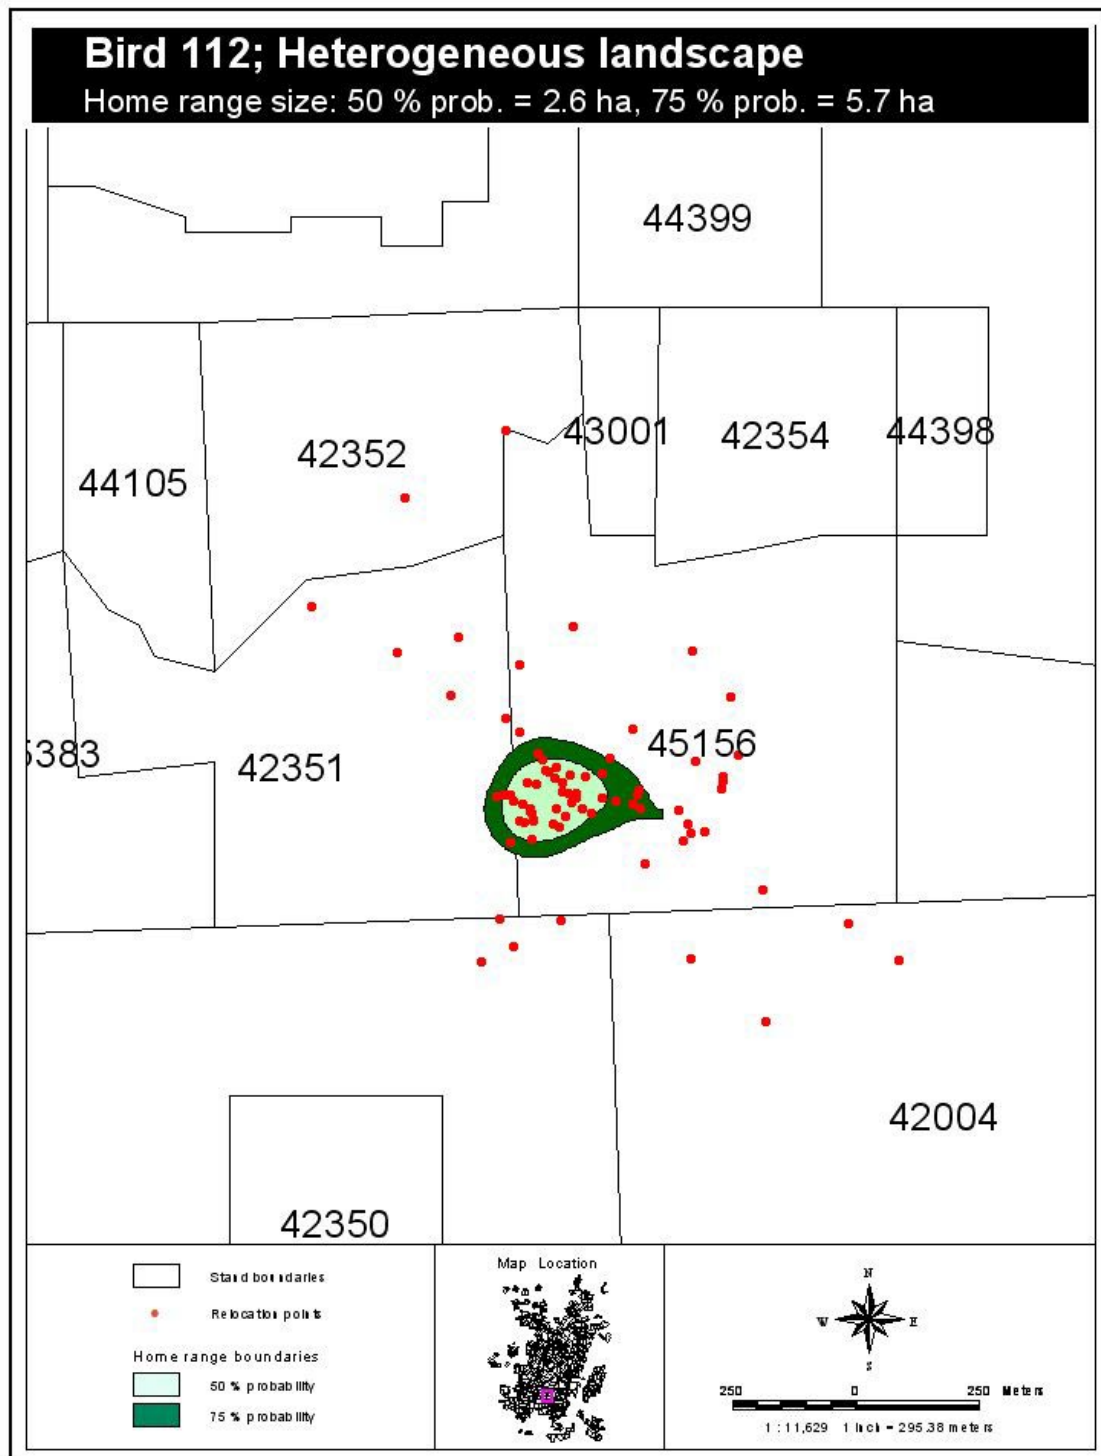 Bird 112; Heterogeneous landscape
Home range size: 50 % prob. = 2.6 ha, 75 % prob. = 5.7 ha
44399
43001
42354
44398
42352
44105
45156
5383
42351
42004
42350
Stand boundaries
Relocation points
Home range boundaries
50 % probability
75 % probability
Map Location
N
W
E
S
250 0 250 Meters
1 : 11,629 1 Inch = 295.38 meters